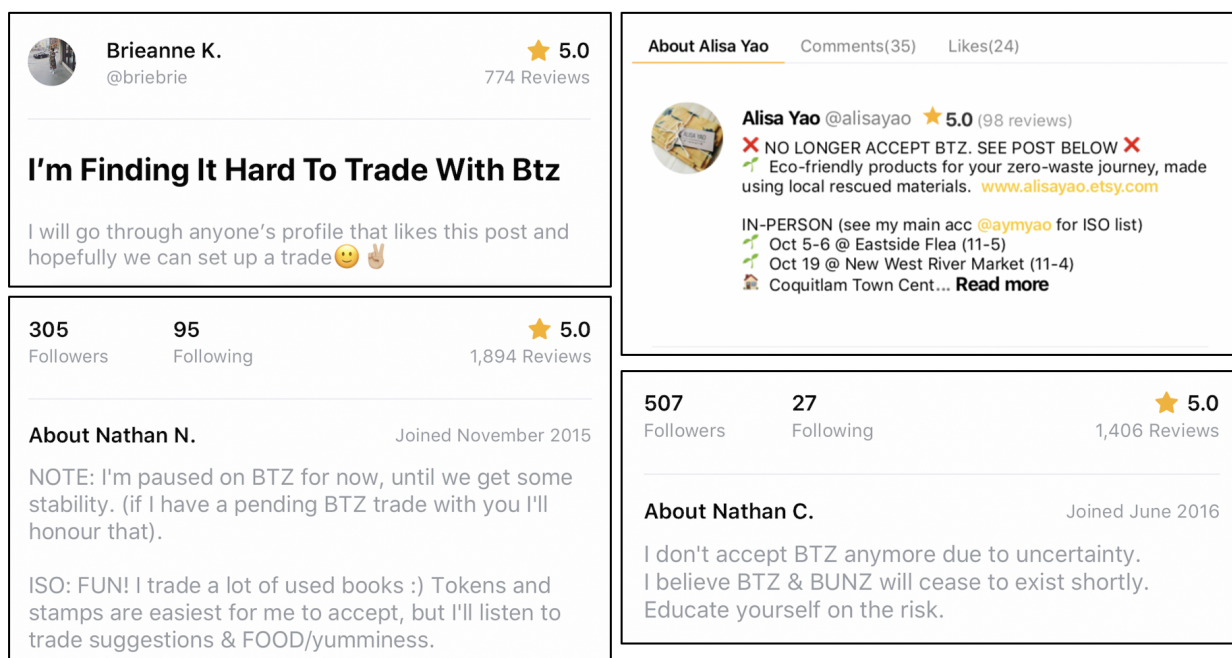 Brieanne K.
5.0
@briebrie
774 Reviews
I’m Finding It Hard To Trade With Btz
I will go through anyone’s profile that likes this post and
hopefully we can set up a trade🙂✌🏼
305
95
5.0
Followers
Following
1,894 Reviews
About Nathan N.
Joined November 2015
NOTE: I'm paused on BTZ for now, until we get some
stability. (if I have a pending BTZ trade with you I'll
honour that).
ISO: FUN! I trade a lot of used books :) Tokens and
stamps are easiest for me to accept, but I'll listen to
trade suggestions & FOOD/yumminess.
About Alisa Yao
Comments(35)
Likes(24)
Alisa Yao @alisayao ⭐ 5.0 (98 reviews)
❌ NO LONGER ACCEPT BTZ. SEE POST BELOW ❌
🌱 Eco-friendly products for your zero-waste journey, made
using local rescued materials. www.alisayao.etsy.com
IN-PERSON (see my main acc @aymyao for ISO list)
🌱 Oct 5-6 @ Eastside Flea (11-5)
🌱 Oct 19 @ New West River Market (11-4)
🏠 Coquitlam Town Cent... Read more
507
27
5.0
Followers
Following
1,406 Reviews
About Nathan C.
Joined June 2016
I don't accept BTZ anymore due to uncertainty.
I believe BTZ & BUNZ will cease to exist shortly.
Educate yourself on the risk.